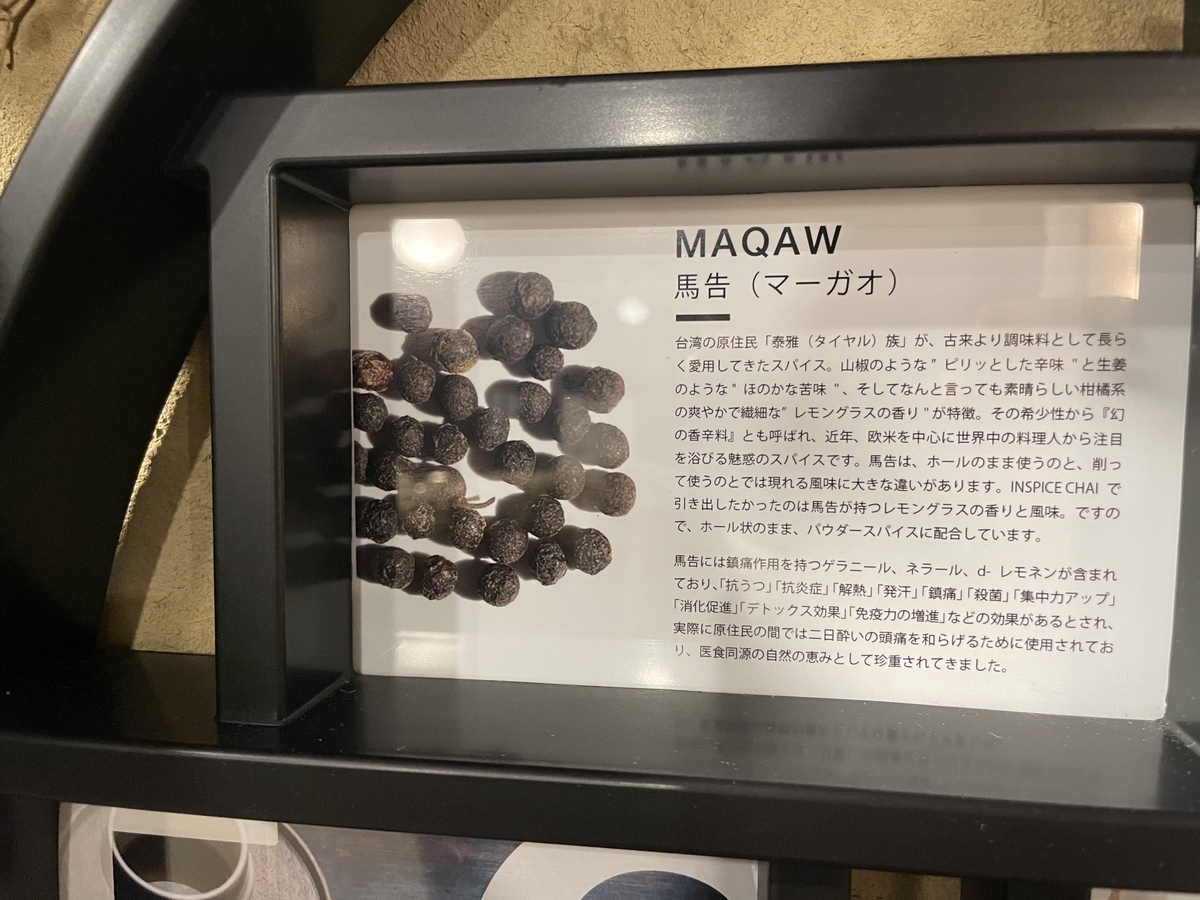 MAQAW
馬告（マーガオ）
台湾の原住民「泰雅（タイヤル）族」が、古来より調味料として長ら
く愛用してきたスパイス。山椒のような" ピリッとした辛味 "と生姜
のような" ほのかな苦味 "、そしてなんと言っても素晴らしい柑橘系
の爽やかで繊細な" レモングラスの香り "が特徴。その希少性から『幻
の香辛料』とも呼ばれ、近年、欧米を中心に世界中の料理人から注目
を浴びる魅惑のスパイスです。馬告は、ホールのまま使うのと、削っ
て使うのとでは現れる風味に大きな違いがあります。INSPICE CHAI で
引き出したかったのは馬告が持つレモングラスの香りと風味。ですの
で、ホール状のまま、パウダースパイスに配合しています。
馬告には鎮痛作用を持つゲラニール、ネラール、d- レモネンが含まれ
ており、「抗うつ」「抗炎症」「解熱」「発汗」「鎮痛」「殺菌」「集中力アップ」
「消化促進」「デトックス効果」「免疫力の増進」などの効果があるとされ、
実際に原住民の間では二日酔いの頭痛を和らげるために使用されてお
り、医食同源の自然の恵みとして珍重されてきました。